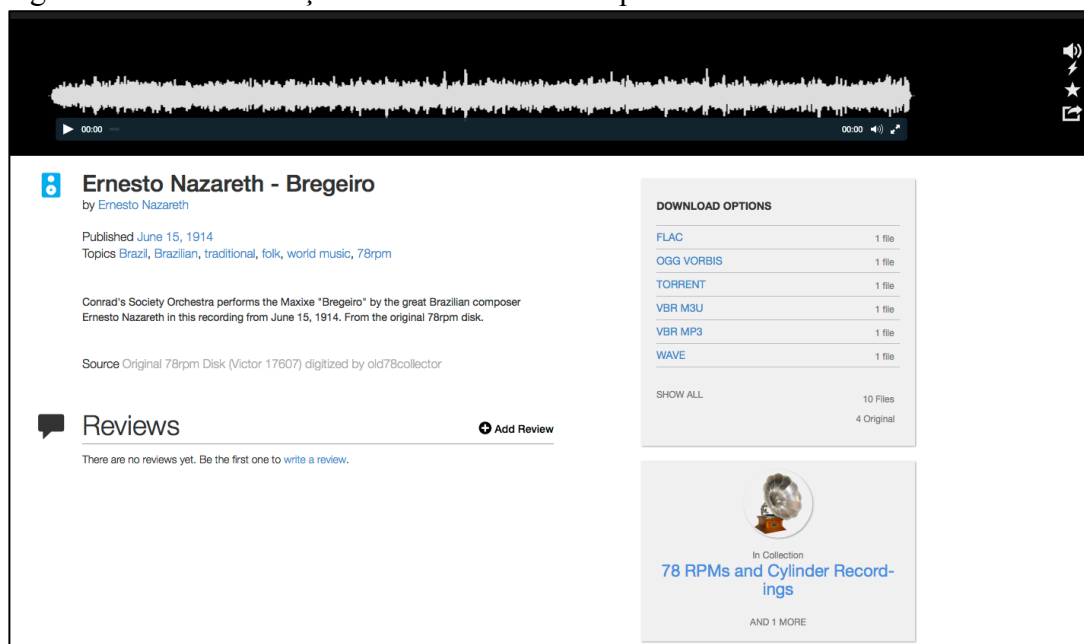 00:00
00:00
Ernesto Nazareth - Bregeiro
by Ernesto Nazareth
Published June 15, 1914
Topics Brazil, Brazilian, traditional, folk, world music, 78rpm
Conrad's Society Orchestra performs the Maxixe "Bregeiro" by the great Brazilian composer
Ernesto Nazareth in this recording from June 15, 1914. From the original 78rpm disk.
Source Original 78rpm Disk (Victor 17607) digitized by old78collector
Reviews
Add Review
There are no reviews yet. Be the first one to write a review.
DOWNLOAD OPTIONS
FLAC 1 file
OGG VORBIS 1 file
TORRENT 1 file
VBR M3U 1 file
VBR MP3 1 file
WAVE 1 file
SHOW ALL 10 Files
4 Original
In Collection
78 RPMs and Cylinder Record-
ings
AND 1 MORE